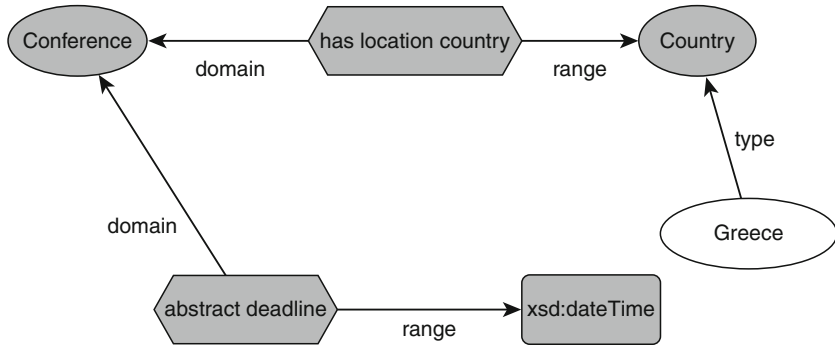 Conference
has location country
Country
domain
range
type
domain
Greece
abstract deadline
xsd:dateTime
range